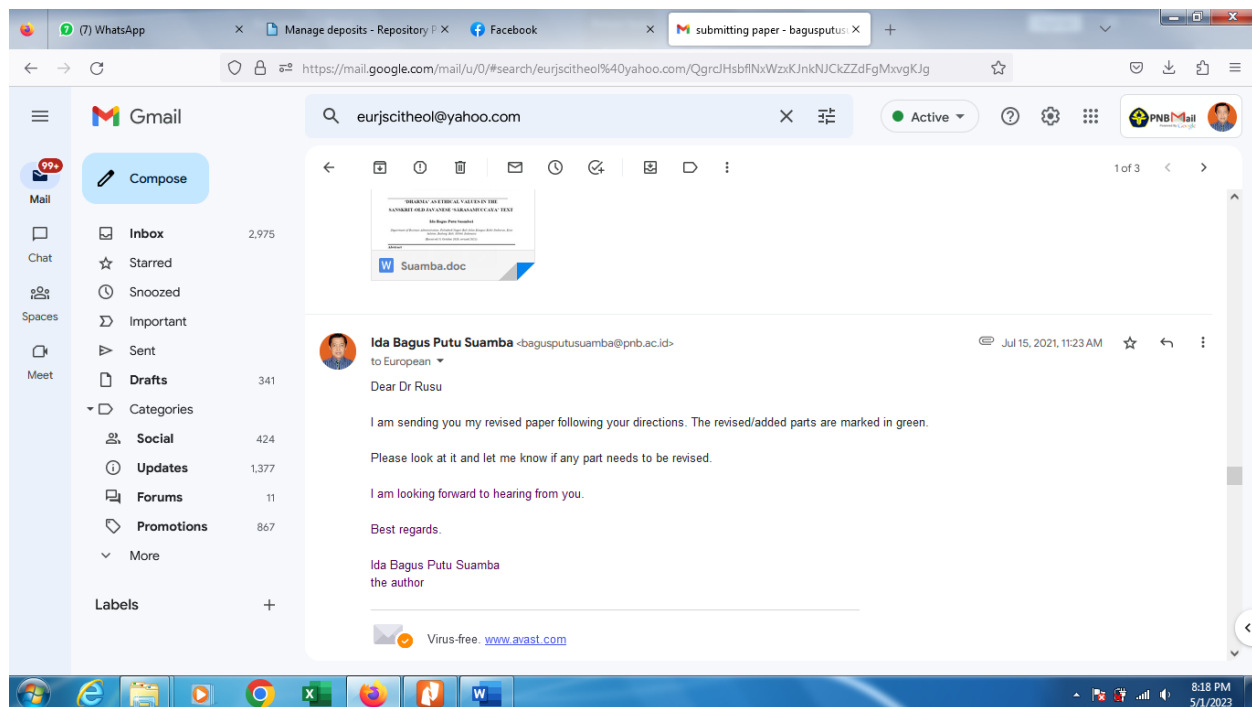 (7) WhatsApp
Manage deposits - Repository P
Facebook
submitting paper - bagusputusu
https://mail.google.com/mail/u/0/#search/eurjscitheol%40yahoo.com/QgrcJHsbflNxWzxKJnkNJCkZZdFgMxvgKJg
Gmail
eurjscitheol@yahoo.com
Active
PNBMail
99+
Mail
Chat
Spaces
Meet
Compose
1 of 3
Inbox 2,975
Starred
Snoozed
Important
Sent
Drafts 341
Categories
Social 424
Updates 1,377
Forums 11
Promotions 867
More
Labels
'DHARMA' AS ETHICAL VALUES IN THE
SANSKRIT-OLD JAVANESE 'SARASAMUCCAYA' TEXT
Ida Bagus Putu Suamba
Abstract
W Suamba.doc
Ida Bagus Putu Suamba <bagusputusuamba@pnb.ac.id>
Jul 15, 2021, 11:23 AM
to European
Dear Dr Rusu
I am sending you my revised paper following your directions. The revised/added parts are marked in green.
Please look at it and let me know if any part needs to be revised.
I am looking forward to hearing from you.
Best regards.
Ida Bagus Putu Suamba
the author
Virus-free. www.avast.com
8:18 PM
5/1/2023